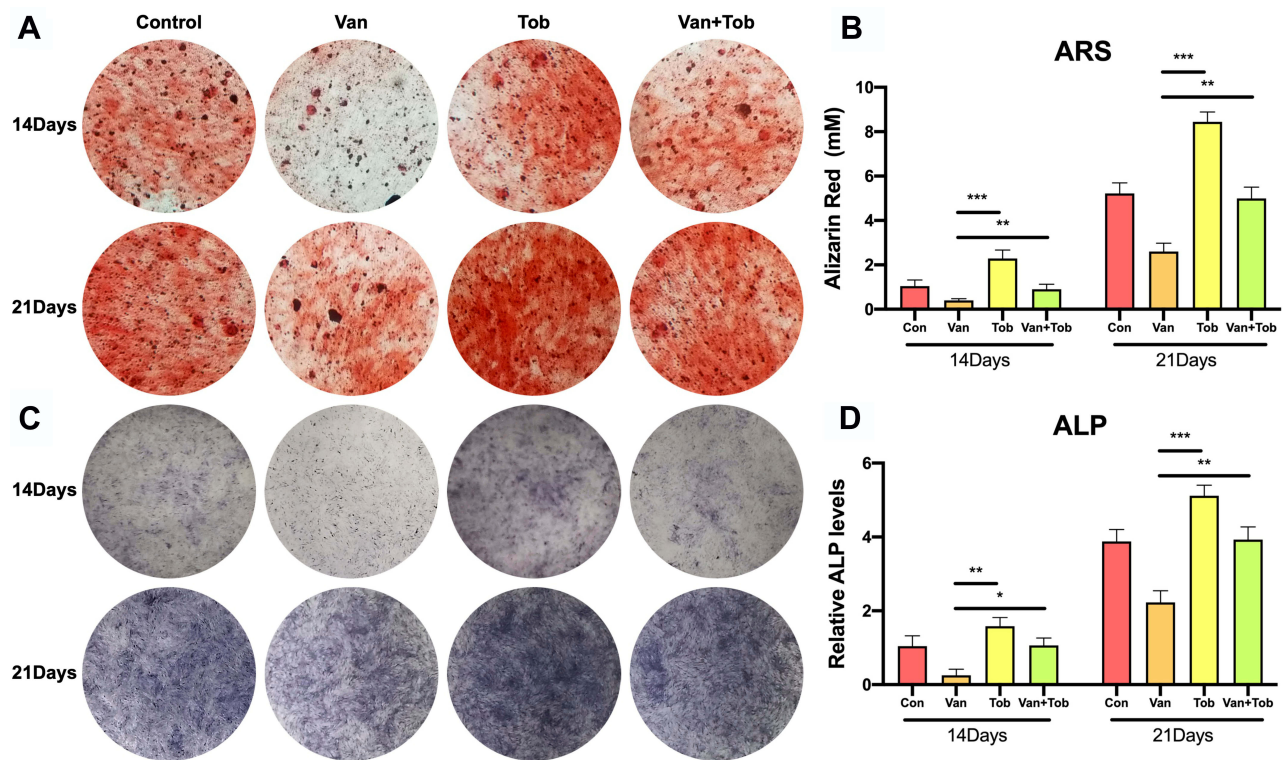 A
Control Van Tob Van+Tob
14Days
21Days
B
ARS
Alizarin Red (mM)
10
8
6
4
2
0
*** **
*** **
Con Van Tob Van+Tob Con Van Tob Van+Tob
14Days 21Days
C
14Days
21Days
D
ALP
Relative ALP levels
6
4
2
0
** *
*** **
Con Van Tob Van+Tob Con Van Tob Van+Tob
14Days 21Days